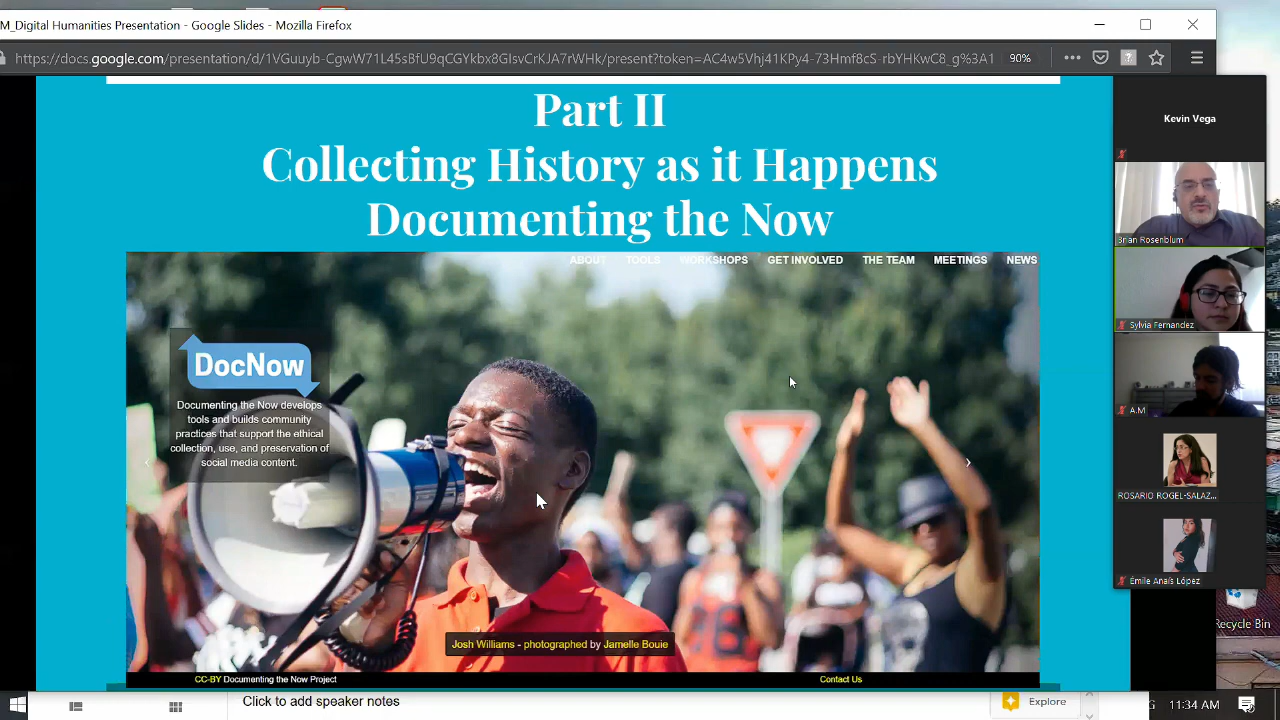 M_Digital Humanities Presentation - Google Slides - Mozilla Firefox
https://docs.google.com/presentation/d/1VGuuyb-CgwW71L45sBfU9qCGYkbx8GIsvCrKJA7rWHk/present?token=AC4w5Vhj41KPy4-73Hmf8cS-rbYHKwC8_g%3A1
90%
Part II
Collecting History as it Happens
Documenting the Now
ABOUT TOOLS WORKSHOPS GET INVOLVED THE TEAM MEETINGS NEWS
DocNow
Documenting the Now develops
tools and builds community
practices that support the ethical
collection, use, and preservation of
social media content.
Josh Williams - photographed by Jamelle Bouie
CC-BY Documenting the Now Project
Contact Us
Kevin Vega
Brian Rosenblum
Sylvia Fernandez
A.M
ROSARIO ROGEL-SALAZ...
Émile Anaís López
Recycle Bin
Click to add speaker notes
Explore
G 11:34 AM